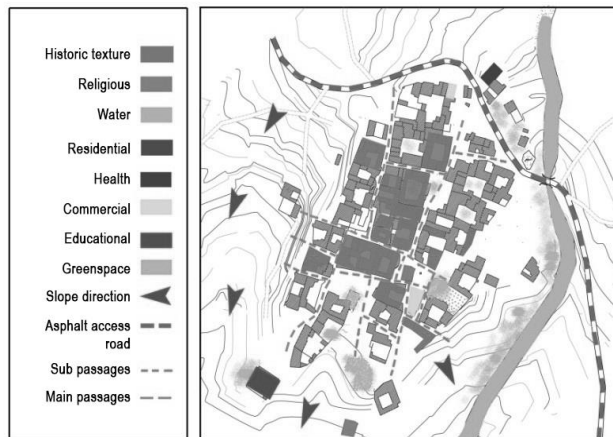 Historic texture
Religious
Water
Residential
Health
Commercial
Educational
Greenspace
Slope direction
Asphalt access
road
Sub passages
Main passages